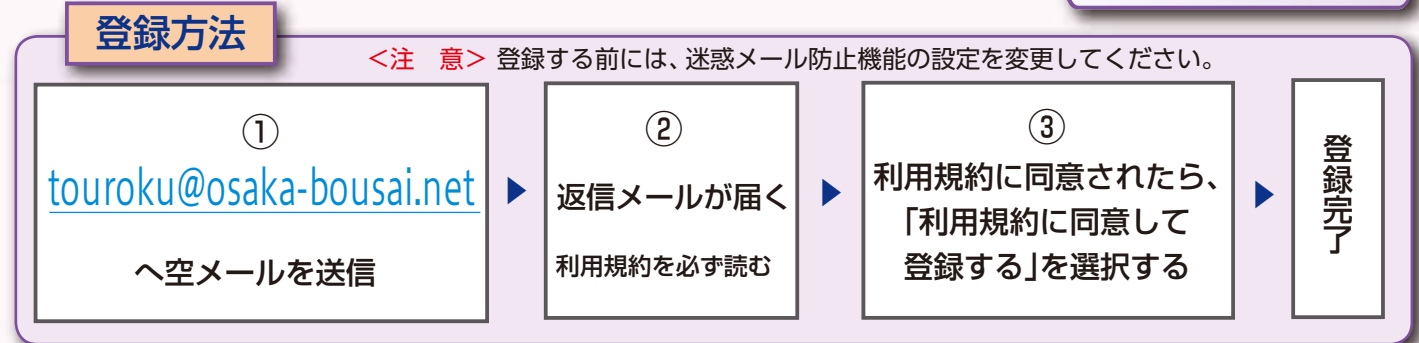 登録方法
＜注　意＞ 登録する前には、迷惑メール防止機能の設定を変更してください。
①
touroku@osaka-bousai.net
へ空メールを送信
②
返信メールが届く
利用規約を必ず読む
③
利用規約に同意されたら、
「利用規約に同意して
登録する」を選択する
登録完了